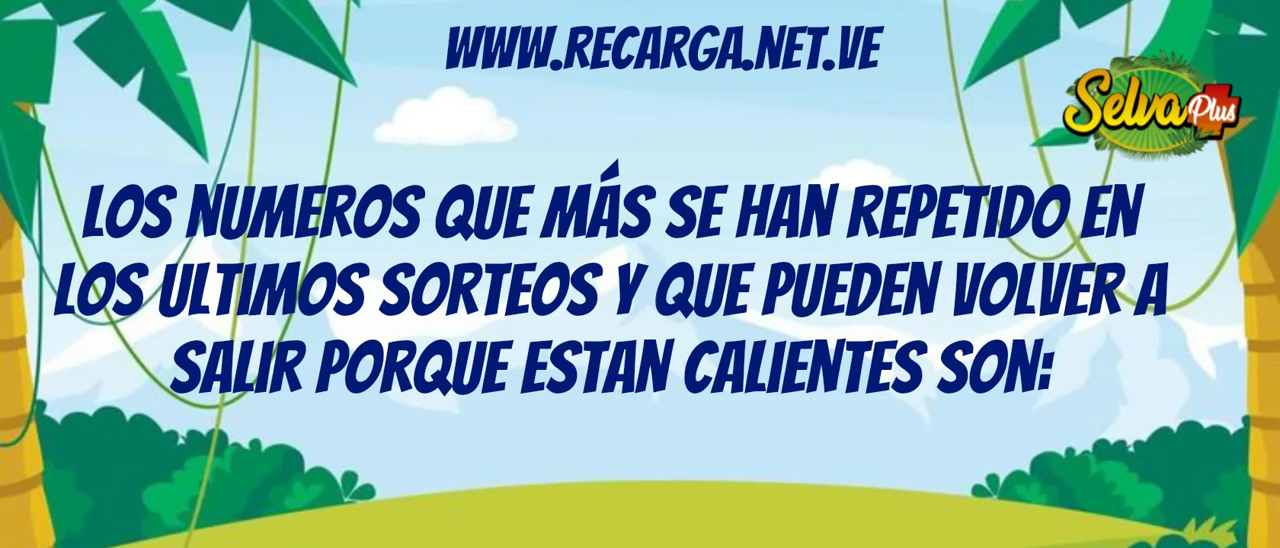 WWW.RECARGA.NET.VE
Selva Plus
LOS NUMEROS QUE MÁS SE HAN REPETIDO EN
LOS ULTIMOS SORTEOS Y QUE PUEDEN VOLVER A
SALIR PORQUE ESTAN CALIENTES SON: